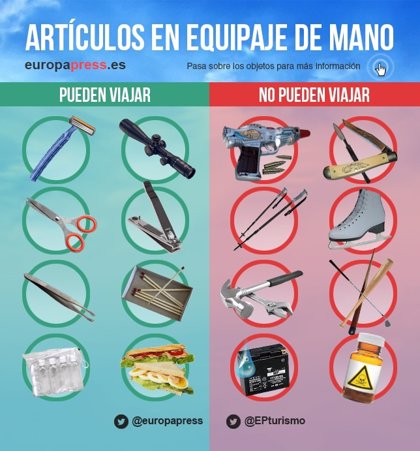 ARTÍCULOS EN EQUIPAJE DE MANO
europapress.es
Pasa sobre los objetos para más información
PUEDEN VIAJAR
NO PUEDEN VIAJAR
@europapress
@EPturismo